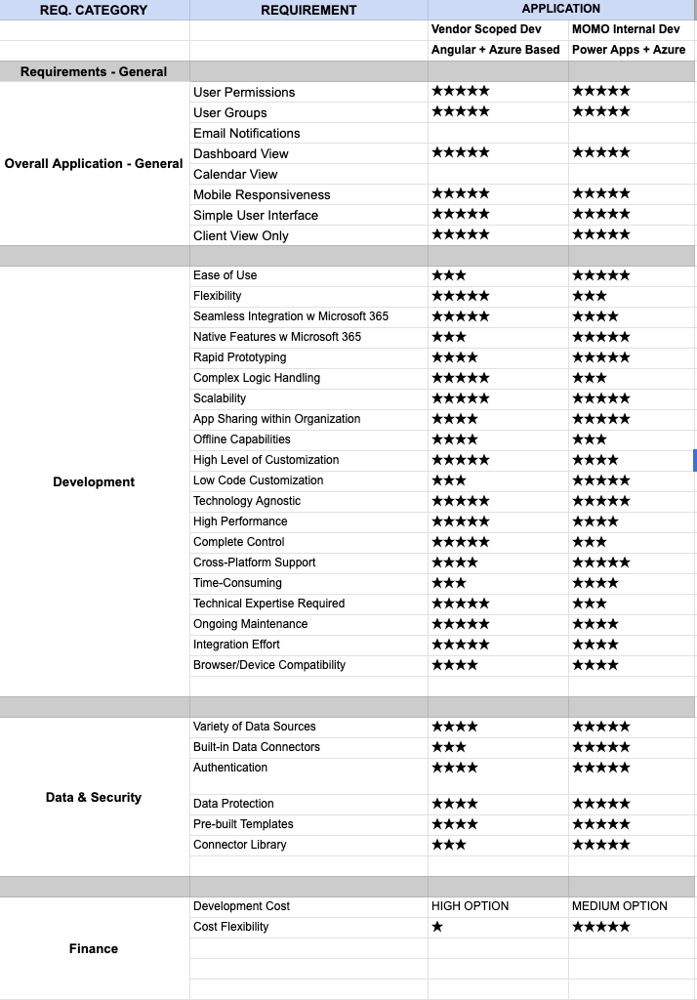 REQ. CATEGORY REQUIREMENT APPLICATION
Vendor Scoped Dev MOMO Internal Dev
Angular + Azure Based Power Apps + Azure
Requirements - General
Overall Application - General
User Permissions ★★★★★ ★★★★★
User Groups ★★★★★ ★★★★★
Email Notifications
Dashboard View ★★★★★ ★★★★★
Calendar View
Mobile Responsiveness ★★★★★ ★★★★★
Simple User Interface ★★★★★ ★★★★★
Client View Only ★★★★★ ★★★★★
Development
Ease of Use ★★★ ★★★★★
Flexibility ★★★★★ ★★★
Seamless Integration w Microsoft 365 ★★★★★ ★★★★
Native Features w Microsoft 365 ★★★ ★★★★★
Rapid Prototyping ★★★★ ★★★★★
Complex Logic Handling ★★★★★ ★★★
Scalability ★★★★★ ★★★★★
App Sharing within Organization ★★★★ ★★★★★
Offline Capabilities ★★★★ ★★★
High Level of Customization ★★★★★ ★★★★
Low Code Customization ★★★ ★★★★★
Technology Agnostic ★★★★★ ★★★★★
High Performance ★★★★★ ★★★★
Complete Control ★★★★★ ★★★
Cross-Platform Support ★★★★ ★★★★★
Time-Consuming ★★★ ★★★★
Technical Expertise Required ★★★★★ ★★★
Ongoing Maintenance ★★★★★ ★★★★
Integration Effort ★★★★★ ★★★★
Browser/Device Compatibility ★★★★ ★★★★
Data & Security
Variety of Data Sources ★★★★ ★★★★★
Built-in Data Connectors ★★★ ★★★★★
Authentication ★★★★ ★★★★★
Data Protection ★★★★ ★★★★★
Pre-built Templates ★★★★ ★★★★★
Connector Library ★★★ ★★★★★
Finance
Development Cost HIGH OPTION MEDIUM OPTION
Cost Flexibility ★ ★★★★★